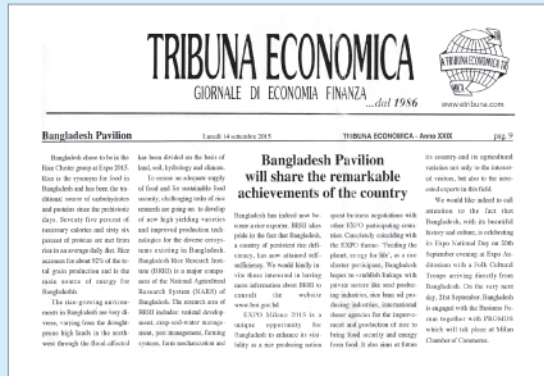 TRIBUNA ECONOMICA
GIORNALE DI ECONOMIA FINANZA
...dal 1986
A TRIBUNA ECONOMICA TR
www.etribuna.com
Bangladesh Pavilion
Lunedì 14 settembre 2015
TRIBUNA ECONOMICA - Anno XXIX
pag. 9
Bangladesh chose to be in the
Rice Cluster group at Expo 2015.
Rice is the synonym for food in
Bangladesh and has been the tra-
ditional source of carbohydrates
and proteins since the prehistoric
days. Seventy five percent of
necessary calories and sixty six
percent of proteins are met from
rice in an average daily diet. Rice
accounts for about 92% of the to-
tal grain production and is the
main source of energy for
Bangladeshis.
The rice-growing environ-
ments in Bangladesh are very di-
verse, varying from the drought-
prone high lands in the north
west through the flood affected
has been divided on the basis of
land, soil, hydrology and climate.
To ensure an adequate supply
of food and for sustainable food
security, challenging tasks of rice
research are going on to develop
of new high yielding varieties
and improved production tech-
nologies for the diverse ecosys-
tems existing in Bangladesh.
Bangladesh Rice Research Insti-
tute (BRRI) is a major compo-
nent of the National Agricultural
Research System (NARS) of
Bangladesh. The research area of
BRRI includes: varietal develop-
ment, crop-soil-water manage-
ment, pest management, farming
system, farm mechanization and
Bangladesh Pavilion
will share the remarkable
achievements of the country
Bangladesh has indeed now be-
come a rice exporter. BRRI takes
pride in the fact that Bangladesh,
a country of persistent rice defi-
ciency, has now attained self-
sufficiency. We would kindly in-
vite those interested in having
more information about BRRI to
consult the website
www.brri.gov.bd
EXPO Milano 2015 is a
unique opportunity for
Bangladesh to enhance its visi-
bility as a rice producing nation
spent business negotiations with
other EXPO participating coun-
tries. Completely coinciding with
the EXPO theme- 'Feeding the
planet, energy for life', as a rice
cluster participant, Bangladesh
hopes to establish linkage with
private sectors like seed produc-
ing industries, rice bran oil pro-
ducing industries, international
donor agencies for the improve-
ment and production of rice to
bring food security and energy
from food. It also aims at future
its country and its agricultural
varieties not only to the interest-
ed visitors, but also to the inter-
ested experts in this field.
We would like indeed to call
attention to the fact that
Bangladesh, with its beautiful
history and culture, is celebrating
its Expo National Day on 20th
September evening at Expo Au-
ditorium with a Folk Cultural
Troupe arriving directly from
Bangladesh. On the very next
day, 21st September, Bangladesh
is engaged with the Business Fo-
rum together with PROMOS
which will take place at Milan
Chamber of Commerce.